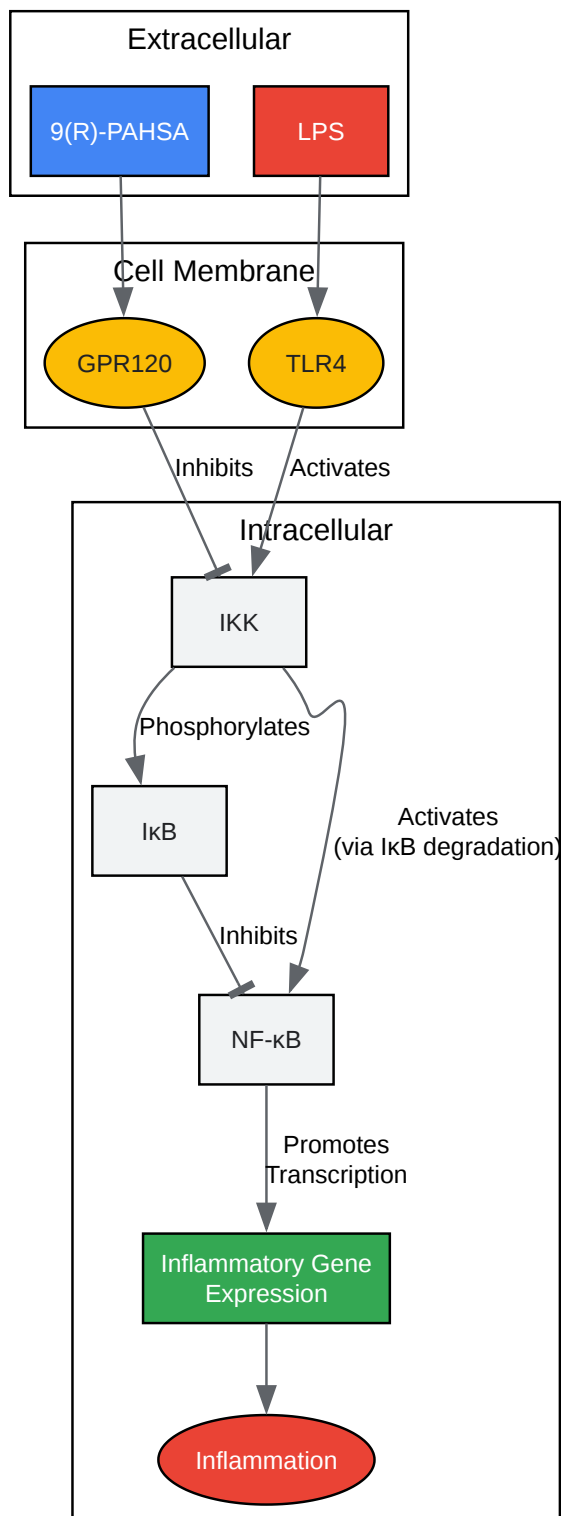 Extracellular
9(R)-PAHSA
LPS
Cell Membrane
GPR120
TLR4
Inhibits
Activates
Intracellular
IKK
Phosphorylates
IκB
Activates
(via IκB degradation)
Inhibits
NF-κB
Promotes
Transcription
Inflammatory Gene
Expression
Inflammation